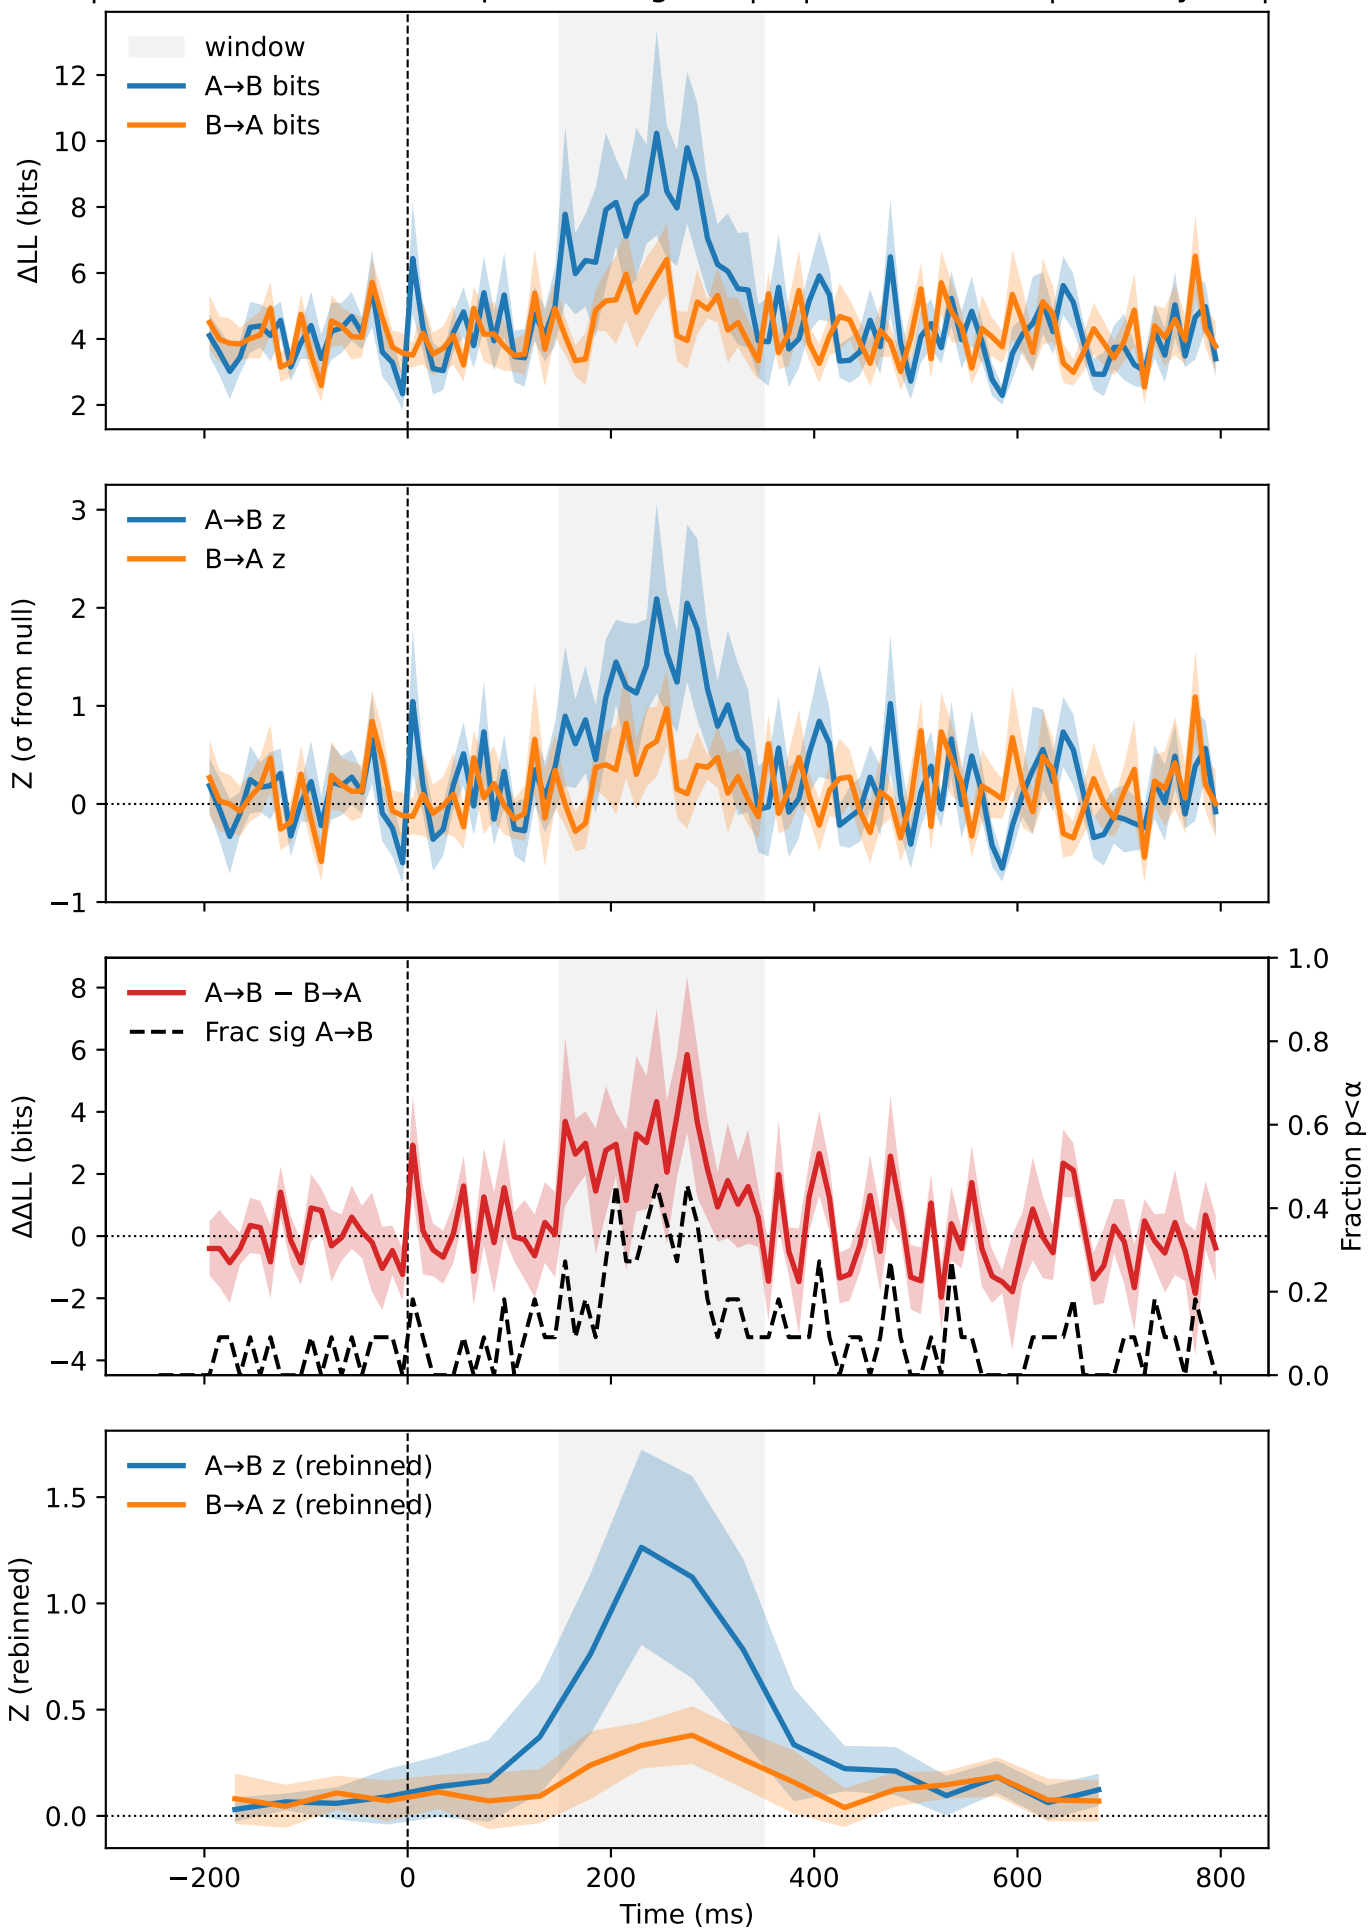 window
A→B bits
B→A bits
ΔLL (bits)
12
10
8
6
4
2
A→B z
B→A z
Z (σ from null)
3
2
1
0
−1
A→B − B→A
Frac sig A→B
ΔΔLL (bits)
8
6
4
2
0
−2
−4
1.0
0.8
0.6
0.4
0.2
0.0
Fraction p<α
A→B z (rebinned)
B→A z (rebinned)
Z (rebinned)
1.5
1.0
0.5
0.0
−200
0
200
400
600
800
Time (ms)